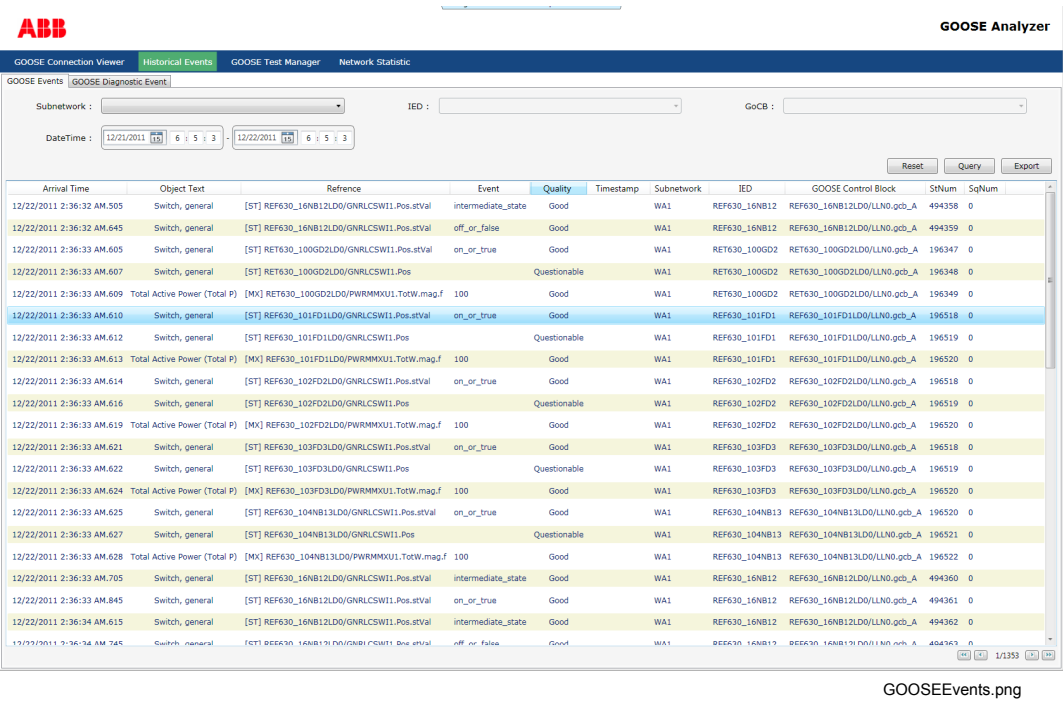 ABB
GOOSE Analyzer
GOOSE Connection Viewer Historical Events GOOSE Test Manager Network Statistic
GOOSE Events GOOSE Diagnostic Event
Subnetwork : IED : GoCB :
DateTime : 12/21/2011 15 6 : 5 : 3 - 12/22/2011 15 6 : 5 : 3
Reset Query Export
Arrival Time Object Text Refrence Event Quality Timestamp Subnetwork IED GOOSE Control Block StNum SqNum
12/22/2011 2:36:32 AM.505 Switch, general [ST] REF630_16NB12LD0/GNRLCSWI1.Pos.stVal intermediate_state Good WA1 REF630_16NB12 REF630_16NB12LD0/LLN0.gcb_A 494358 0
12/22/2011 2:36:32 AM.645 Switch, general [ST] REF630_16NB12LD0/GNRLCSWI1.Pos.stVal off_or_false Good WA1 REF630_16NB12 REF630_16NB12LD0/LLN0.gcb_A 494359 0
12/22/2011 2:36:33 AM.605 Switch, general [ST] RET630_100GD2LD0/GNRLCSWI1.Pos.stVal on_or_true Good WA1 RET630_100GD2 RET630_100GD2LD0/LLN0.gcb_A 196347 0
12/22/2011 2:36:33 AM.607 Switch, general [ST] RET630_100GD2LD0/GNRLCSWI1.Pos Questionable WA1 RET630_100GD2 RET630_100GD2LD0/LLN0.gcb_A 196348 0
12/22/2011 2:36:33 AM.609 Total Active Power (Total P) [MX] RET630_100GD2LD0/PWRMMXU1.TotW.mag.f 100 Good WA1 RET630_100GD2 RET630_100GD2LD0/LLN0.gcb_A 196349 0
12/22/2011 2:36:33 AM.610 Switch, general [ST] REF630_101FD1LD0/GNRLCSWI1.Pos.stVal on_or_true Good WA1 REF630_101FD1 REF630_101FD1LD0/LLN0.gcb_A 196518 0
12/22/2011 2:36:33 AM.612 Switch, general [ST] REF630_101FD1LD0/GNRLCSWI1.Pos Questionable WA1 REF630_101FD1 REF630_101FD1LD0/LLN0.gcb_A 196519 0
12/22/2011 2:36:33 AM.613 Total Active Power (Total P) [MX] REF630_101FD1LD0/PWRMMXU1.TotW.mag.f 100 Good WA1 REF630_101FD1 REF630_101FD1LD0/LLN0.gcb_A 196520 0
12/22/2011 2:36:33 AM.614 Switch, general [ST] REF630_102FD2LD0/GNRLCSWI1.Pos.stVal on_or_true Good WA1 REF630_102FD2 REF630_102FD2LD0/LLN0.gcb_A 196518 0
12/22/2011 2:36:33 AM.616 Switch, general [ST] REF630_102FD2LD0/GNRLCSWI1.Pos Questionable WA1 REF630_102FD2 REF630_102FD2LD0/LLN0.gcb_A 196519 0
12/22/2011 2:36:33 AM.619 Total Active Power (Total P) [MX] REF630_102FD2LD0/PWRMMXU1.TotW.mag.f 100 Good WA1 REF630_102FD2 REF630_102FD2LD0/LLN0.gcb_A 196520 0
12/22/2011 2:36:33 AM.621 Switch, general [ST] REF630_103FD3LD0/GNRLCSWI1.Pos.stVal on_or_true Good WA1 REF630_103FD3 REF630_103FD3LD0/LLN0.gcb_A 196518 0
12/22/2011 2:36:33 AM.622 Switch, general [ST] REF630_103FD3LD0/GNRLCSWI1.Pos Questionable WA1 REF630_103FD3 REF630_103FD3LD0/LLN0.gcb_A 196519 0
12/22/2011 2:36:33 AM.624 Total Active Power (Total P) [MX] REF630_103FD3LD0/PWRMMXU1.TotW.mag.f 100 Good WA1 REF630_103FD3 REF630_103FD3LD0/LLN0.gcb_A 196520 0
12/22/2011 2:36:33 AM.625 Switch, general [ST] REF630_104NB13LD0/GNRLCSWI1.Pos.stVal on_or_true Good WA1 REF630_104NB13 REF630_104NB13LD0/LLN0.gcb_A 196520 0
12/22/2011 2:36:33 AM.627 Switch, general [ST] REF630_104NB13LD0/GNRLCSWI1.Pos Questionable WA1 REF630_104NB13 REF630_104NB13LD0/LLN0.gcb_A 196521 0
12/22/2011 2:36:33 AM.628 Total Active Power (Total P) [MX] REF630_104NB13LD0/PWRMMXU1.TotW.mag.f 100 Good WA1 REF630_104NB13 REF630_104NB13LD0/LLN0.gcb_A 196522 0
12/22/2011 2:36:33 AM.705 Switch, general [ST] REF630_16NB12LD0/GNRLCSWI1.Pos.stVal intermediate_state Good WA1 REF630_16NB12 REF630_16NB12LD0/LLN0.gcb_A 494360 0
12/22/2011 2:36:33 AM.845 Switch, general [ST] REF630_16NB12LD0/GNRLCSWI1.Pos.stVal on_or_true Good WA1 REF630_16NB12 REF630_16NB12LD0/LLN0.gcb_A 494361 0
12/22/2011 2:36:34 AM.615 Switch, general [ST] REF630_16NB12LD0/GNRLCSWI1.Pos.stVal intermediate_state Good WA1 REF630_16NB12 REF630_16NB12LD0/LLN0.gcb_A 494362 0
12/22/2011 2:36:34 AM.745 Switch, general [ST] REF630_16NB12LD0/GNRLCSWI1.Pos.stVal off_or_false Good WA1 REF630_16NB12 REF630_16NB12LD0/LLN0.gcb_A 494363 0
1/1353
GOOSEEvents.png